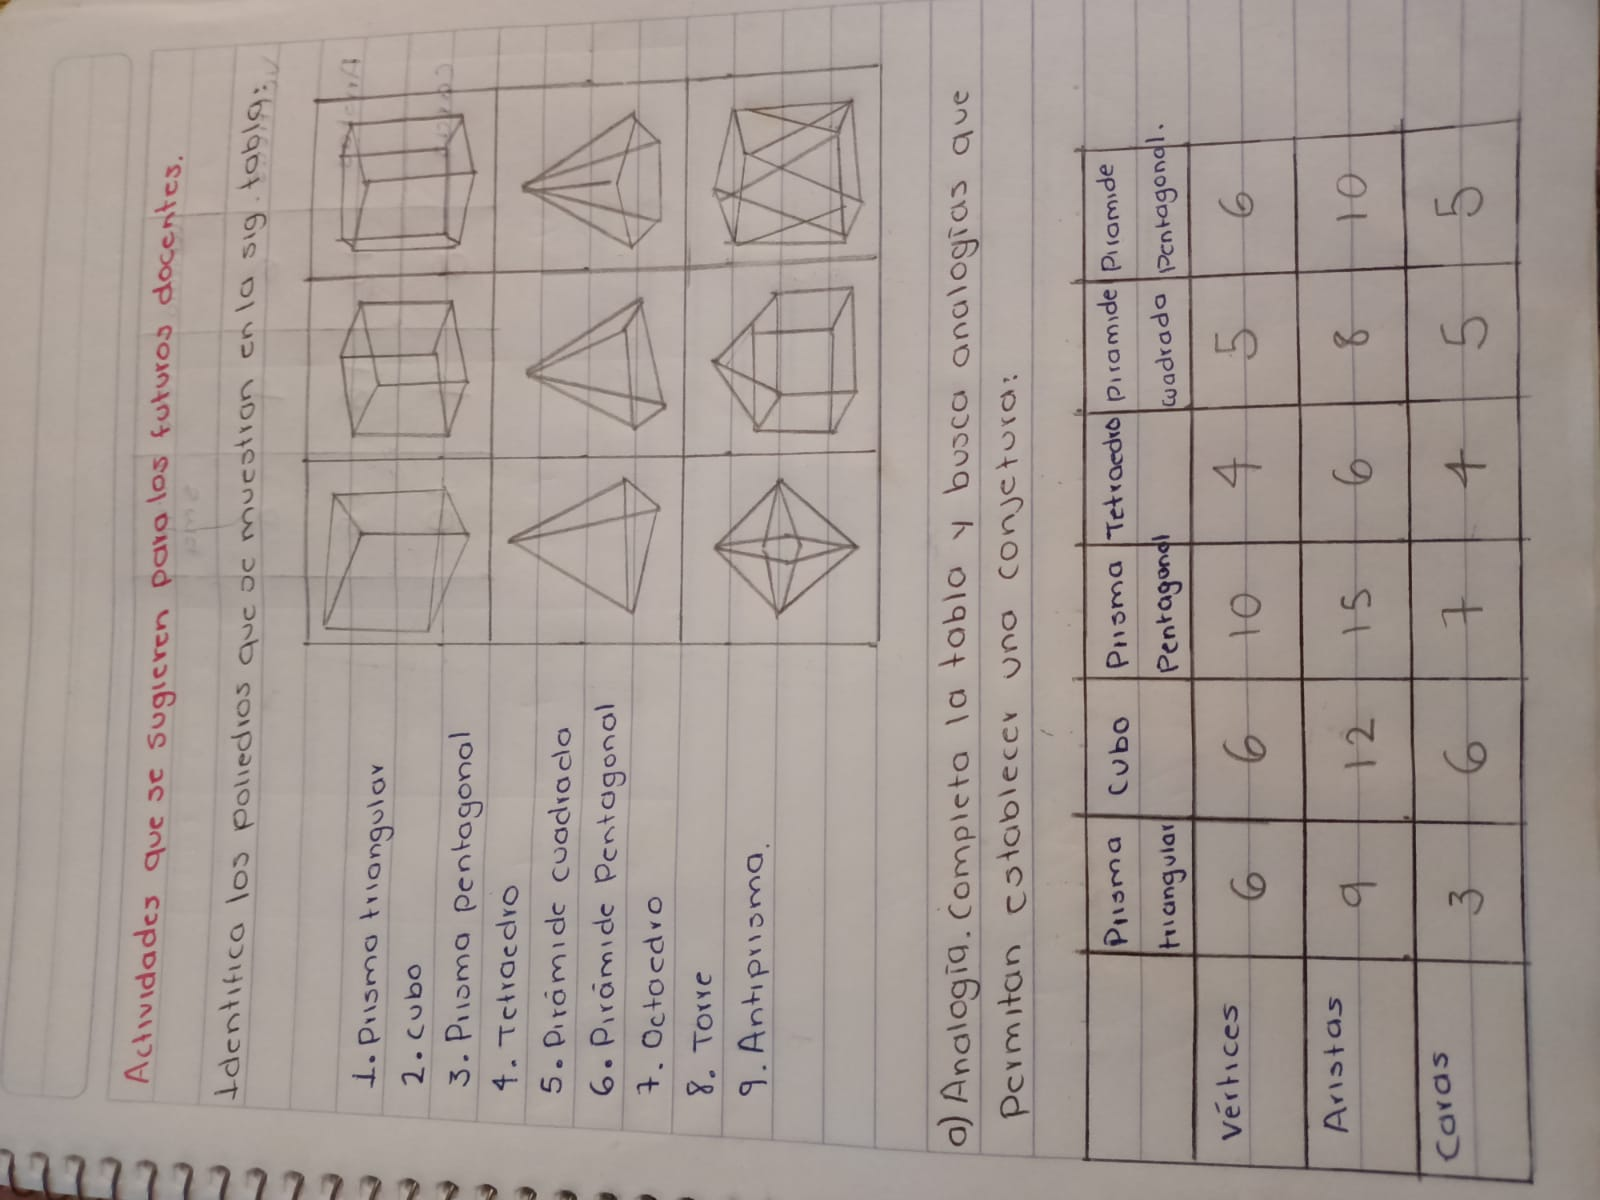 Actividades que se sugieren para los futuros docentes.
Identifica los poliedros que se muestran en la sig. tabla:
1. Prisma triangular
2. cubo
3. Prisma pentagonal
4. Tetraedro
5. Pirámide cuadrada
6. Pirámide Pentagonal
7. Octaedro
8. Torre
9. Antiprisma.
a) Analogía. Completa la tabla y busca analogías que
permitan establecer una conjetura:
Prisma triangular Cubo Prisma Pentagonal Tetraedro Piramide cuadrada Piramide Pentagonal.
Vértices 6 6 10 4 5 6
Aristas 9 12 15 6 8 10
Caras 3 6 7 4 5 5